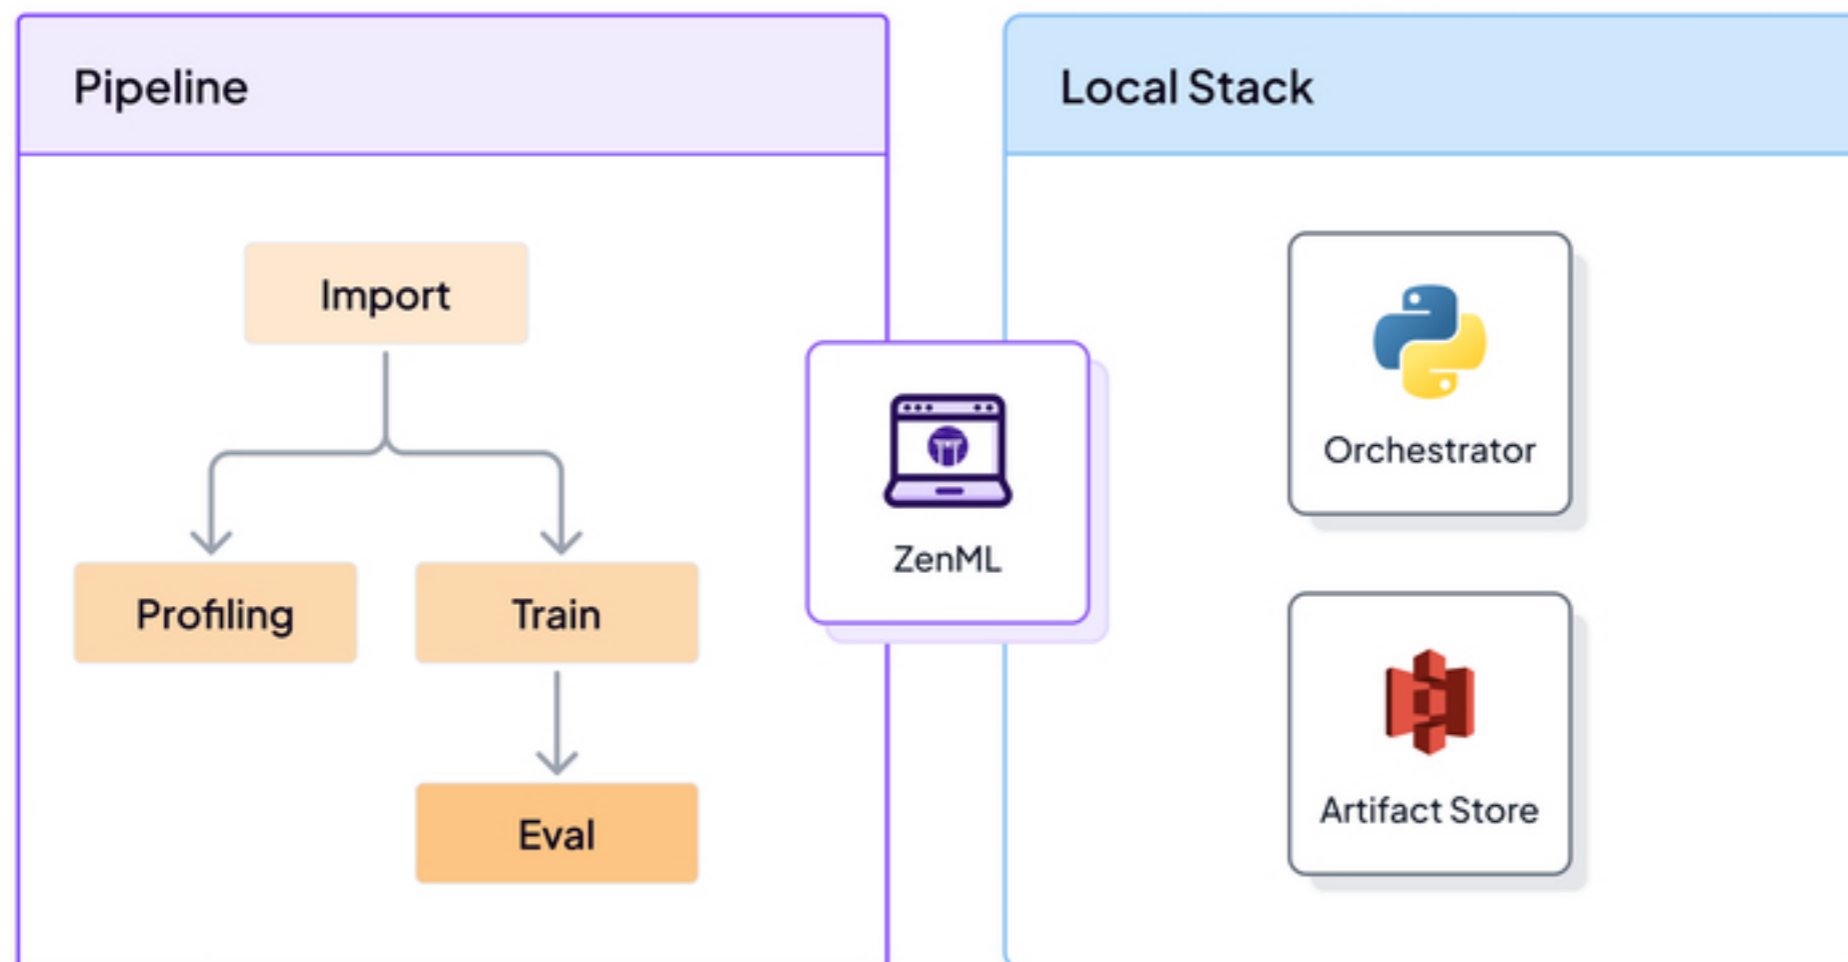 Pipeline
Local Stack
Import
Profiling
Train
Eval
ZenML
Orchestrator
Artifact Store